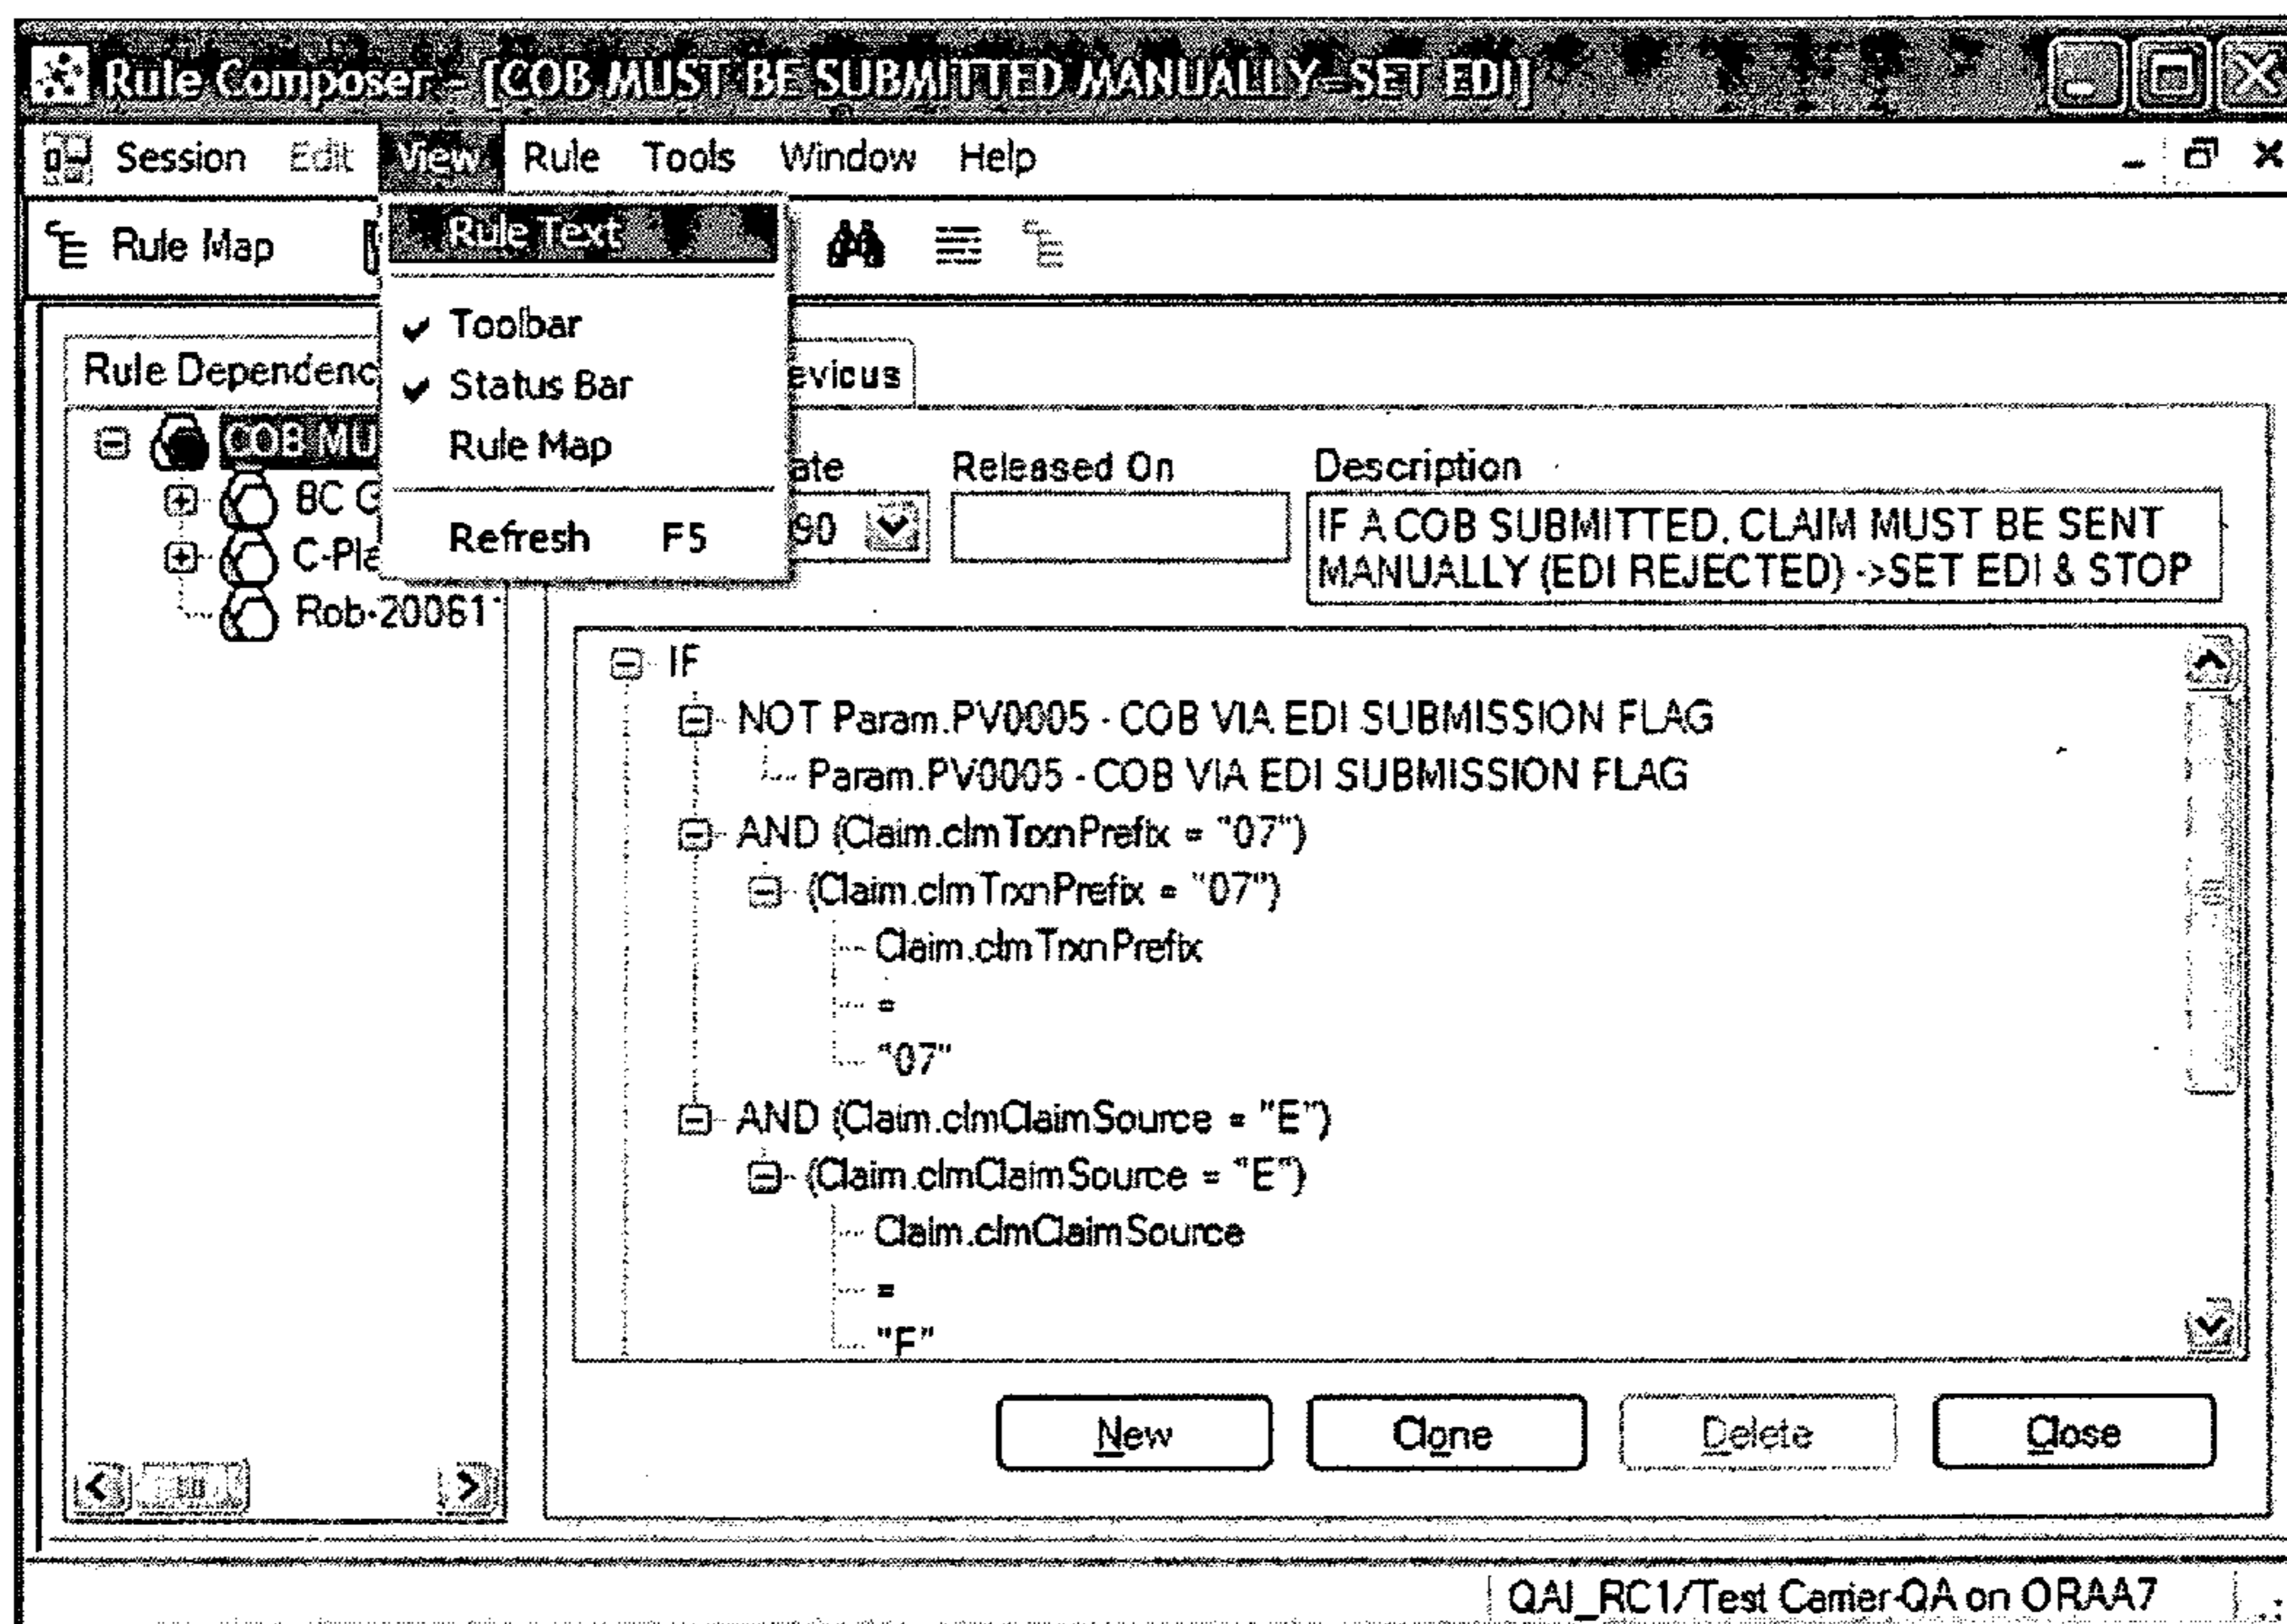 Rule Composer - [COB MUST BE SUBMITTED MANUALLY-SET EDI]
Session Edit View Rule Tools Window Help
Rule Map
Rule Text
Toolbar
Status Bar
Rule Map
Refresh F5
Rule Dependenc
evious
COB MU
BC G
C-Pla
Rob-20061
ate
90
Released On
Description
IF A COB SUBMITTED, CLAIM MUST BE SENT
MANUALLY (EDI REJECTED) ->SET EDI & STOP
IF
NOT Param.PV0005 - COB VIA EDI SUBMISSION FLAG
Param.PV0005 - COB VIA EDI SUBMISSION FLAG
AND (Claim.clmTrxnPrefix = "07")
(Claim.clmTrxnPrefix = "07")
Claim.clmTrxnPrefix
=
"07"
AND (Claim.clmClaimSource = "E")
(Claim.clmClaimSource = "E")
Claim.clmClaimSource
=
"E"
New Clone Delete Close
QAI_RC1/Test Carrier-QA on ORAA7